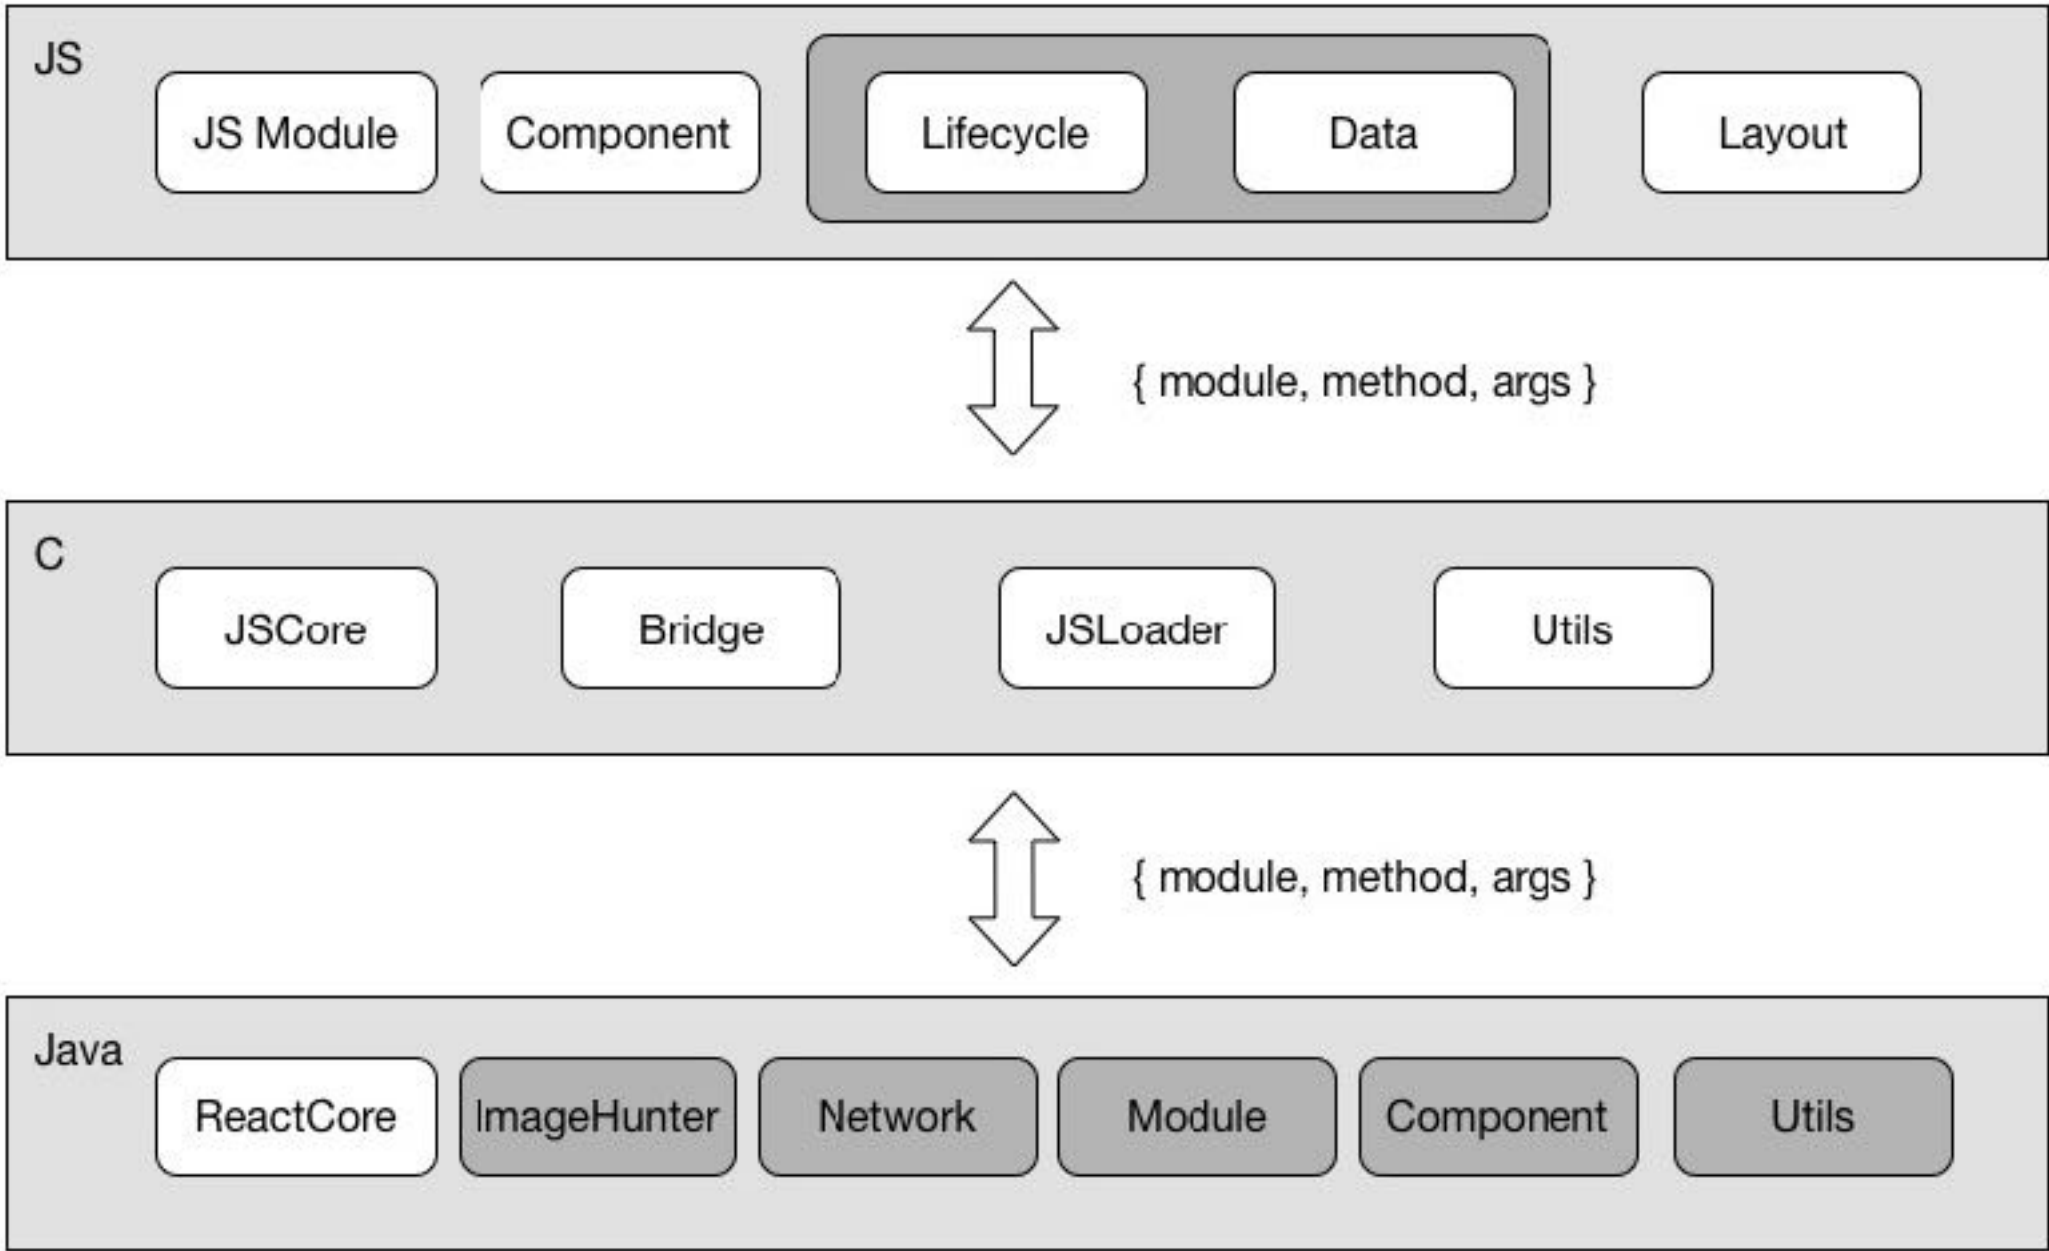 JS
JS Module
Component
Lifecycle
Data
Layout
{ module, method, args }
C
JSCore
Bridge
JSLoader
Utils
{ module, method, args }
Java
ReactCore
ImageHunter
Network
Module
Component
Utils